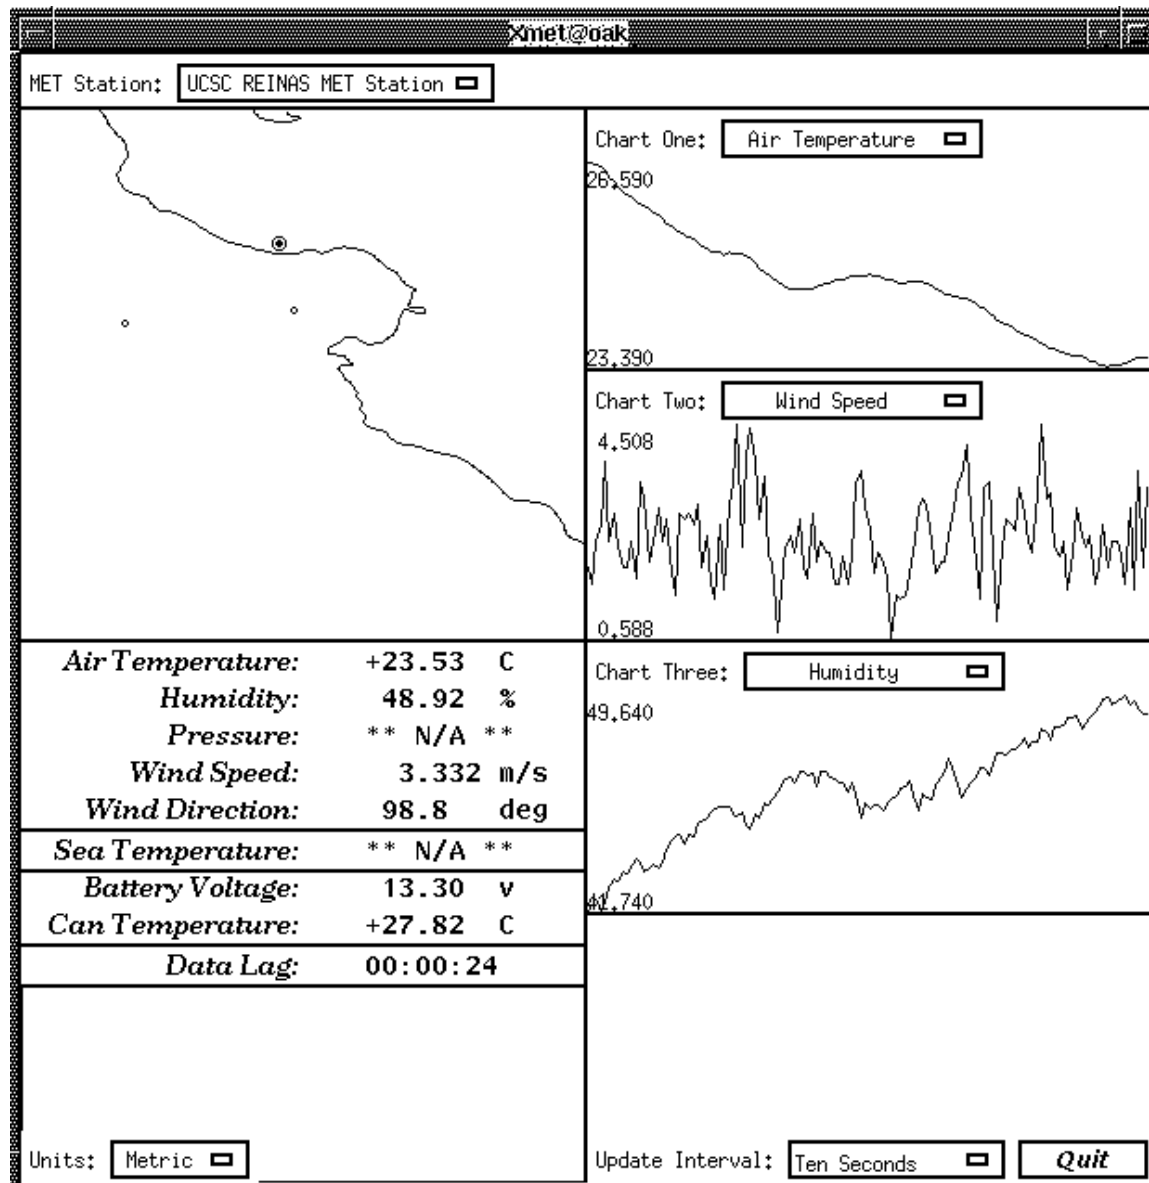 Xmet@oak
MET Station: UCSC REINAS MET Station
Chart One: Air Temperature
26.590
23.390
Chart Two: Wind Speed
4.508
0.588
Air Temperature: +23.53 C
Humidity: 48.92 %
Pressure: ** N/A **
Wind Speed: 3.332 m/s
Wind Direction: 98.8 deg
Sea Temperature: ** N/A **
Battery Voltage: 13.30 v
Can Temperature: +27.82 C
Data Lag: 00:00:24
Chart Three: Humidity
49.640
41.740
Units: Metric
Update Interval: Ten Seconds Quit